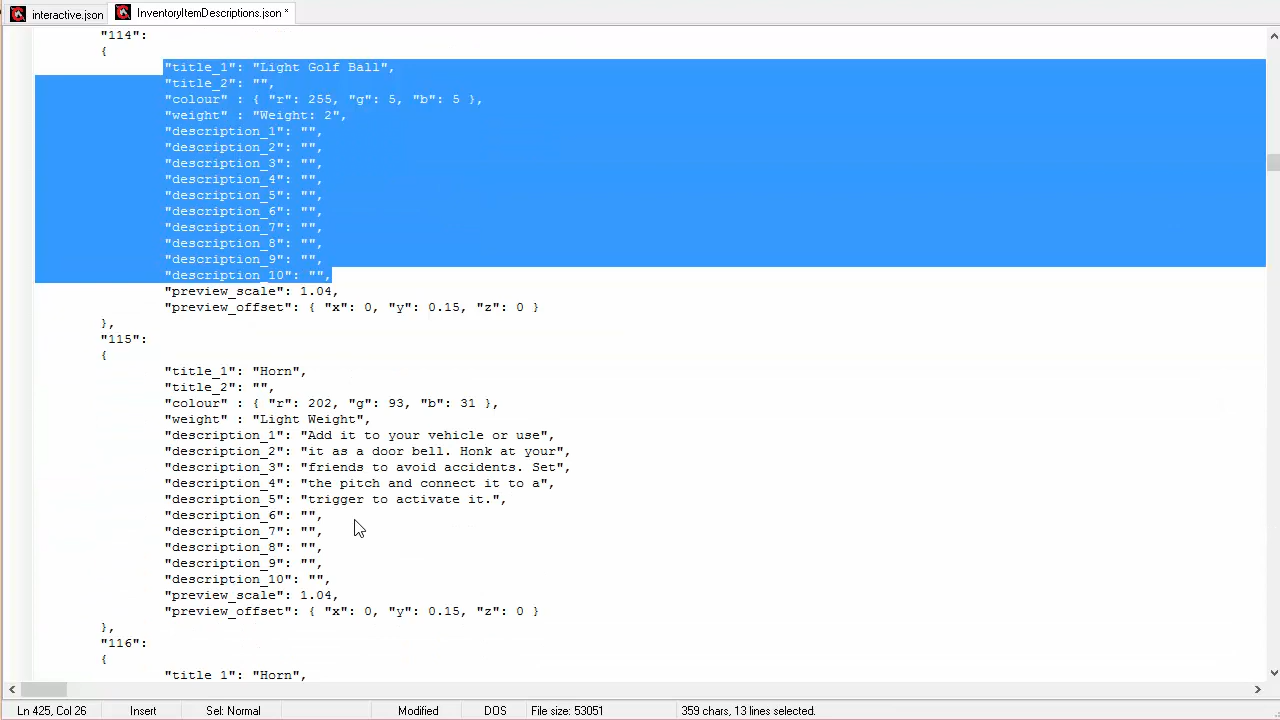 interactive.json InventoryItemDescriptions.json *
"114":
{
"title_1": "Light Golf Ball",
"title_2": "",
"colour" : { "r": 255, "g": 5, "b": 5 },
"weight" : "Weight: 2",
"description_1": "",
"description_2": "",
"description_3": "",
"description_4": "",
"description_5": "",
"description_6": "",
"description_7": "",
"description_8": "",
"description_9": "",
"description_10": "",
"preview_scale": 1.04,
"preview_offset": { "x": 0, "y": 0.15, "z": 0 }
},
"115":
{
"title_1": "Horn",
"title_2": "",
"colour" : { "r": 202, "g": 93, "b": 31 },
"weight" : "Light Weight",
"description_1": "Add it to your vehicle or use",
"description_2": "it as a door bell. Honk at your",
"description_3": "friends to avoid accidents. Set",
"description_4": "the pitch and connect it to a",
"description_5": "trigger to activate it.",
"description_6": "",
"description_7": "",
"description_8": "",
"description_9": "",
"description_10": "",
"preview_scale": 1.04,
"preview_offset": { "x": 0, "y": 0.15, "z": 0 }
},
"116":
{
"title_1": "Horn",
Ln 425, Col 26 Insert Sel: Normal Modified DOS File size: 53051 359 chars, 13 lines selected.